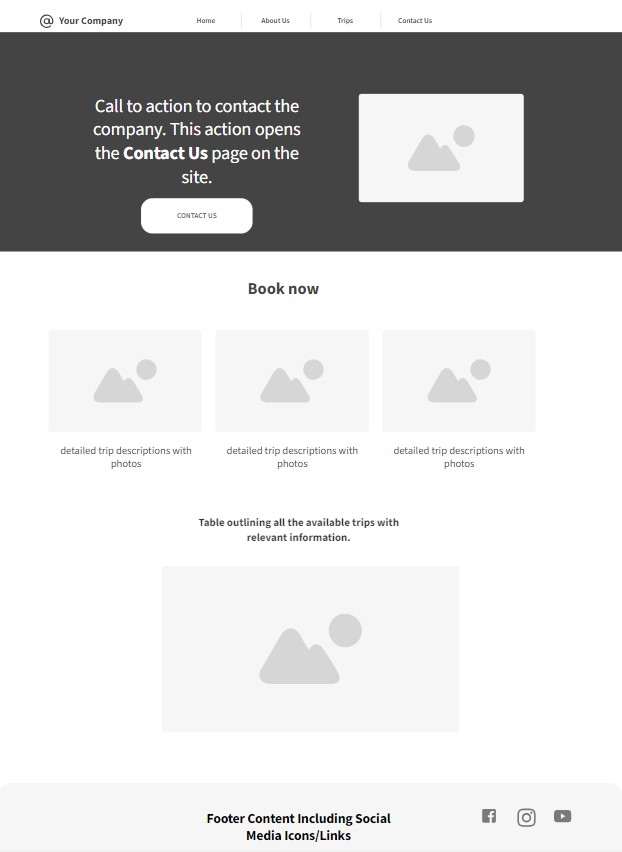 @ Your Company
Home
About Us
Trips
Contact Us
Call to action to contact the
company. This action opens
the Contact Us page on the
site.
CONTACT US
Book now
detailed trip descriptions with
photos
detailed trip descriptions with
photos
detailed trip descriptions with
photos
Table outlining all the available trips with
relevant information.
Footer Content Including Social
Media Icons/Links